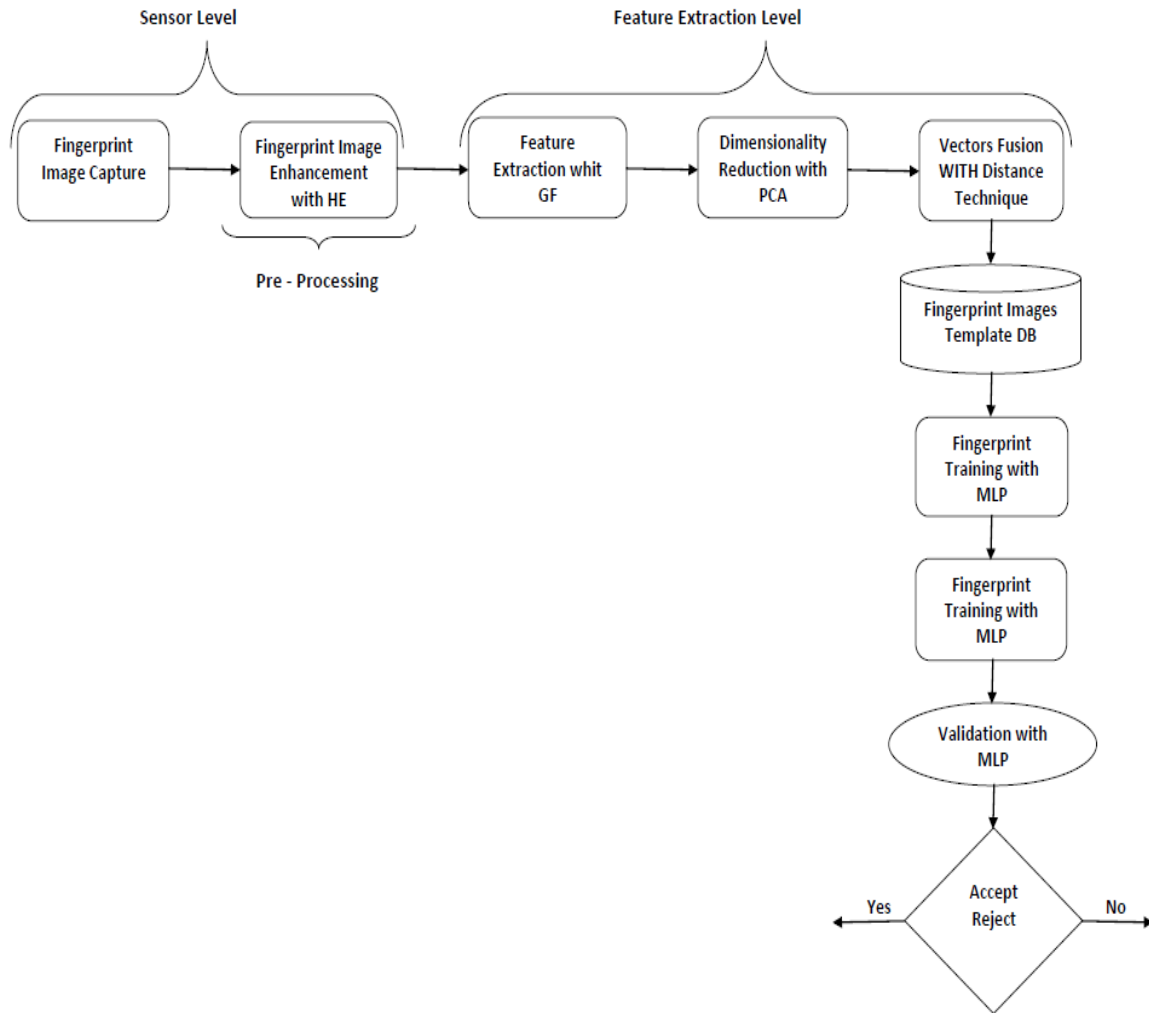 Sensor Level
Feature Extraction Level
Fingerprint
Image Capture
Fingerprint Image
Enhancement
with HE
Feature
Extraction whit
GF
Dimensionality
Reduction with
PCA
Vectors Fusion
WITH Distance
Technique
Pre - Processing
Fingerprint Images
Template DB
Fingerprint
Training with
MLP
Fingerprint
Training with
MLP
Validation with
MLP
Accept
Reject
Yes
No